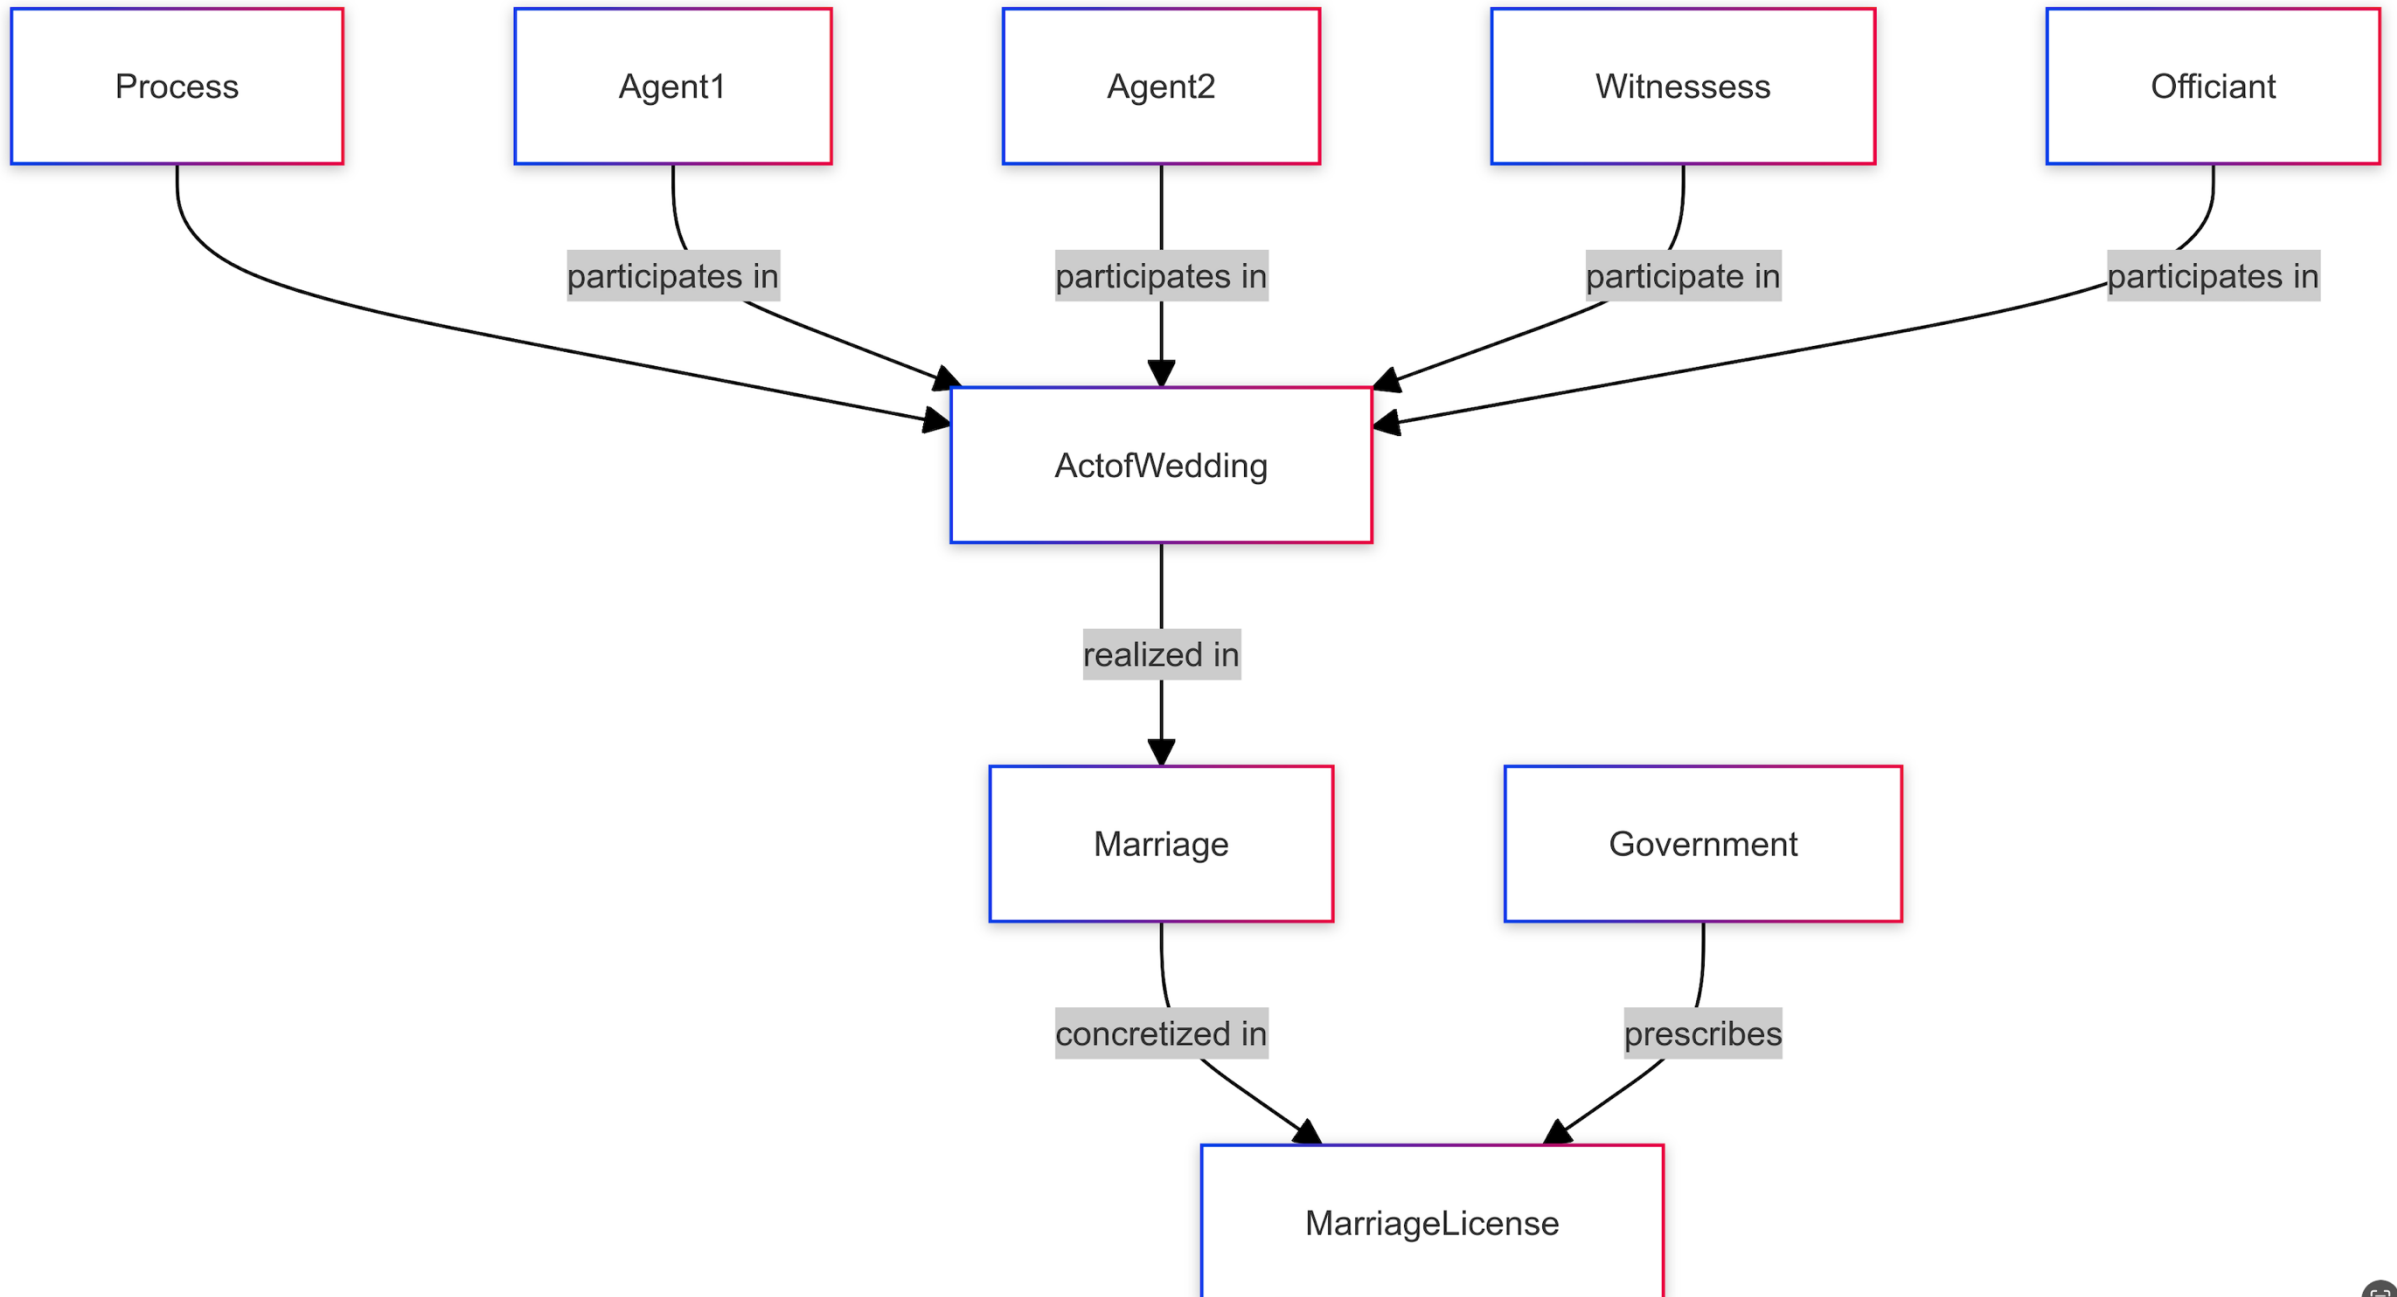 Process
Agent1
Agent2
Witnessess
Officiant
participates in
participates in
participate in
participates in
ActofWedding
realized in
Marriage
Government
concretized in
prescribes
MarriageLicense